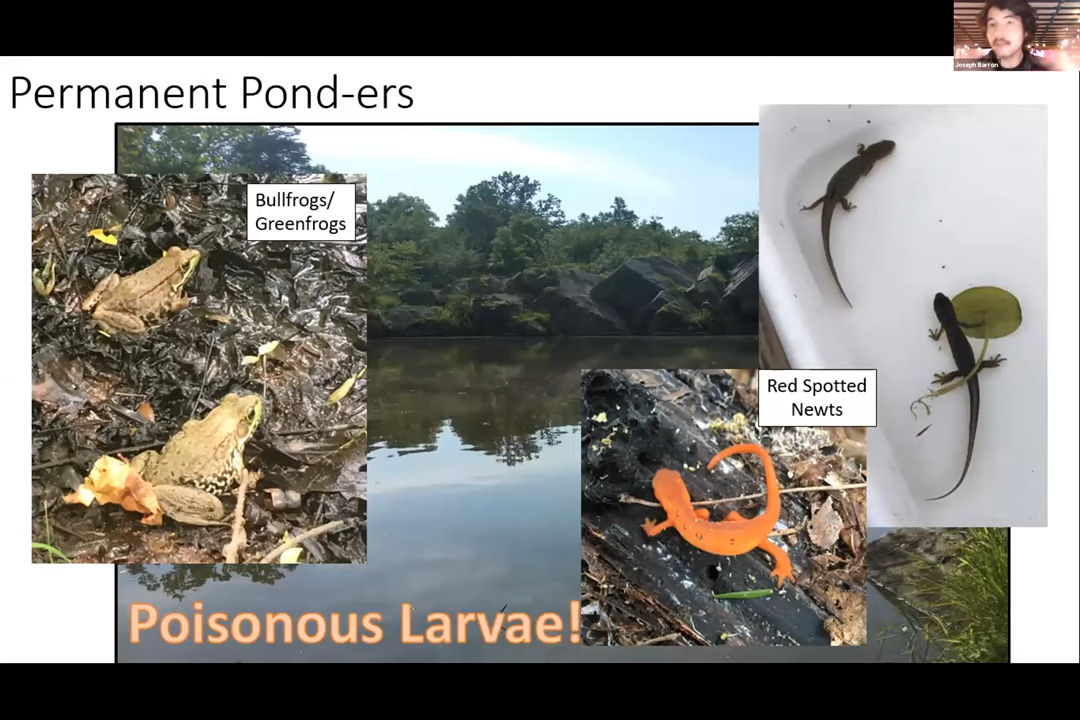 Joseph Barron
Permanent Pond-ers
Bullfrogs/
Greenfrogs
Red Spotted
Newts
Poisonous Larvae!